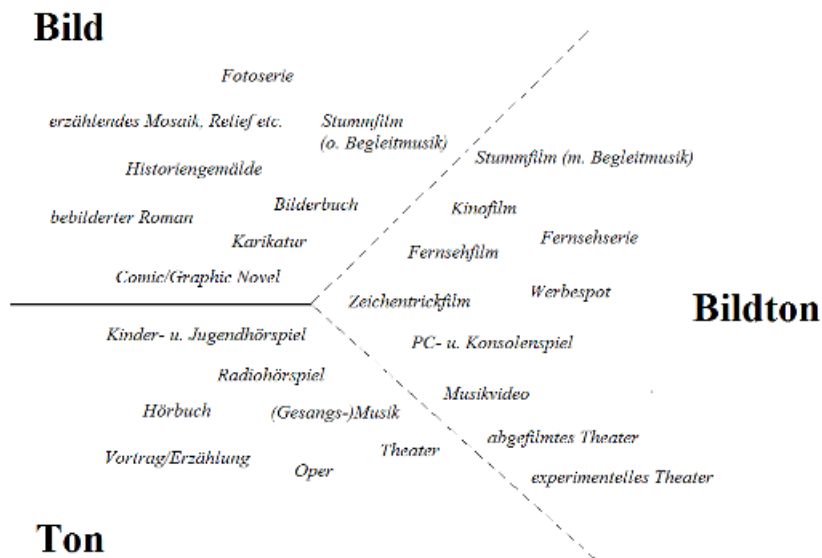 Bild
Fotoserie
erzählendes Mosaik, Relief etc.
Stummfilm
(o. Begleitmusik)
Stummfilm (m. Begleitmusik)
Historiengemälde
Bilderbuch
Kinofilm
bebilderter Roman
Karikatur
Fernsehfilm
Fernsehserie
Comic/Graphic Novel
Zeichentrickfilm
Werbespot
Bildton
Kinder- u. Jugendhörspiel
PC- u. Konsolenspiel
Radiohörspiel
Musikvideo
Hörbuch
(Gesangs-)Musik
abgefilmtes Theater
Vortrag/Erzählung
Oper
Theater
experimentelles Theater
Ton